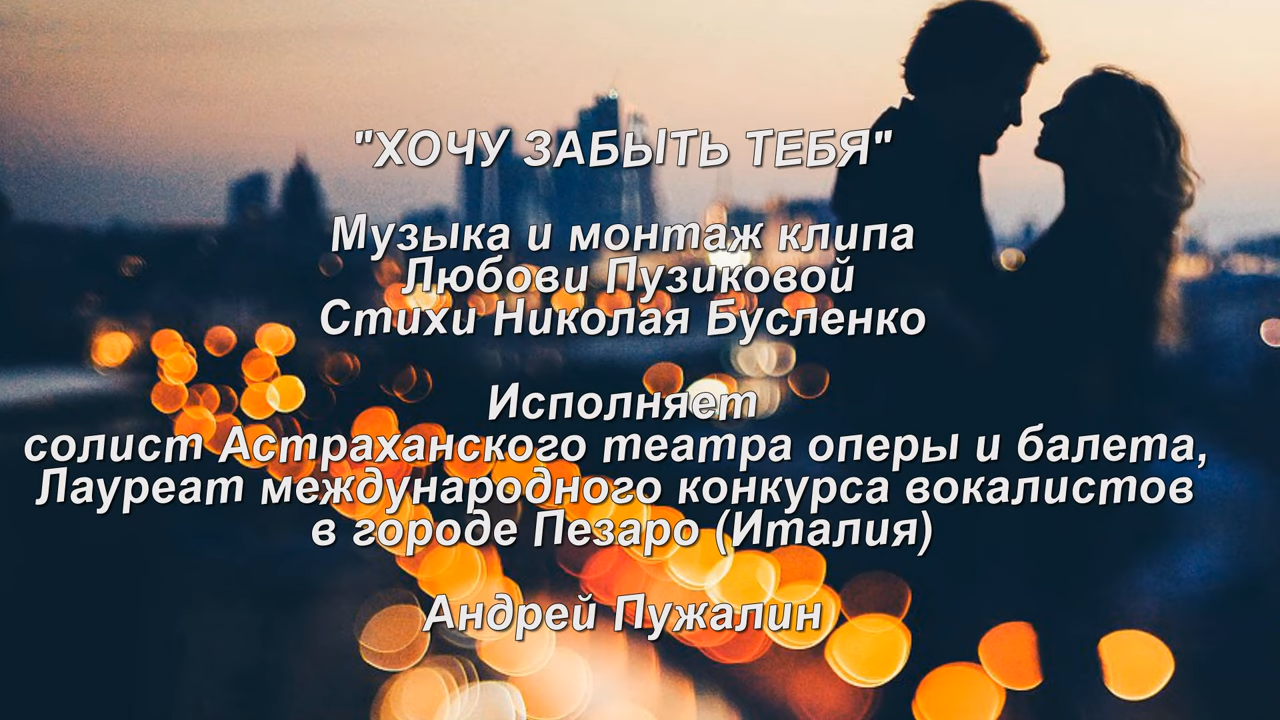 "ХОЧУ ЗАБЫТЬ ТЕБЯ"
Музыка и монтаж клипа
Любови Пузиковой
Стихи Николая Бусленко
Исполняет
солист Астраханского театра оперы и балета,
Лауреат международного конкурса вокалистов
в городе Пезаро (Италия)
Андрей Пужалин